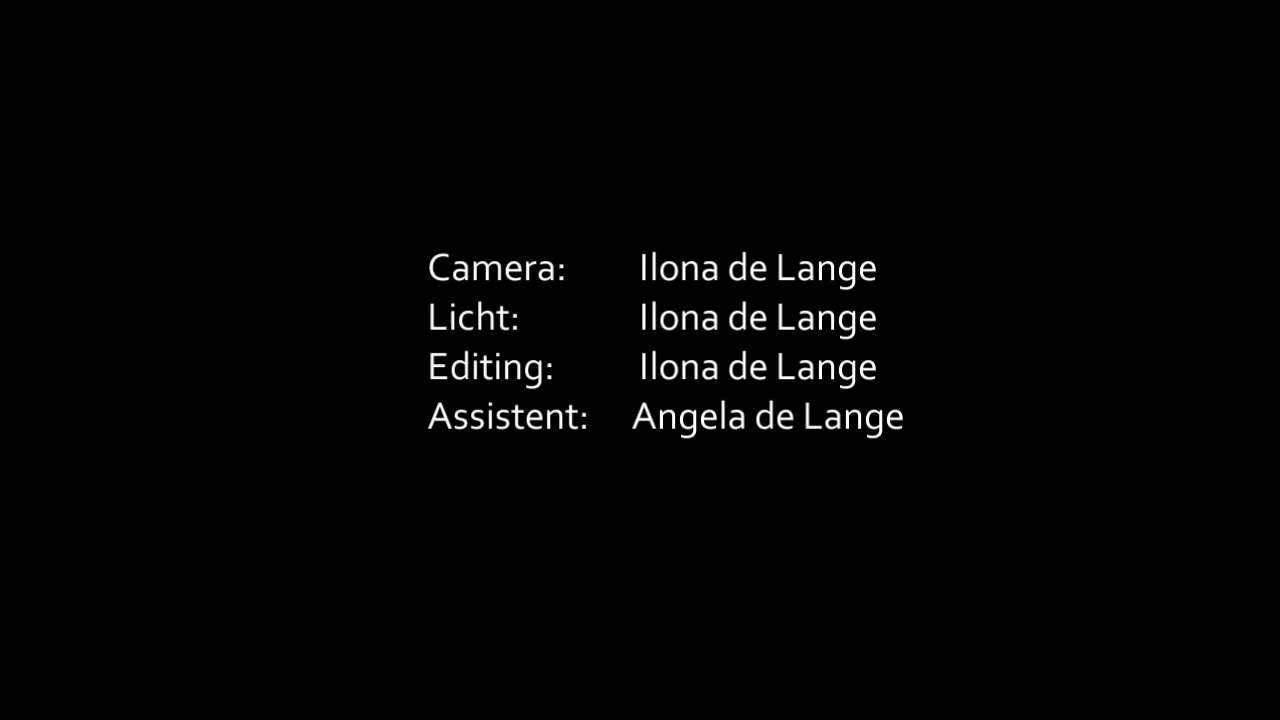 Camera: Ilona de Lange
Licht: Ilona de Lange
Editing: Ilona de Lange
Assistent: Angela de Lange